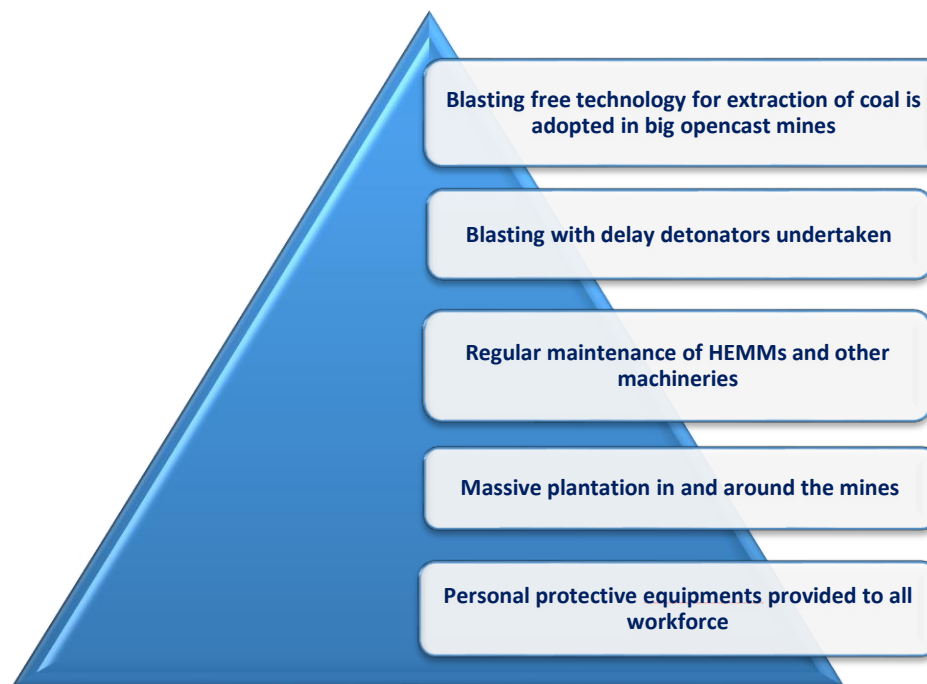 Blasting free technology for extraction of coal is
adopted in big opencast mines
Blasting with delay detonators undertaken
Regular maintenance of HEMMs and other
machineries
Massive plantation in and around the mines
Personal protective equipments provided to all
workforce